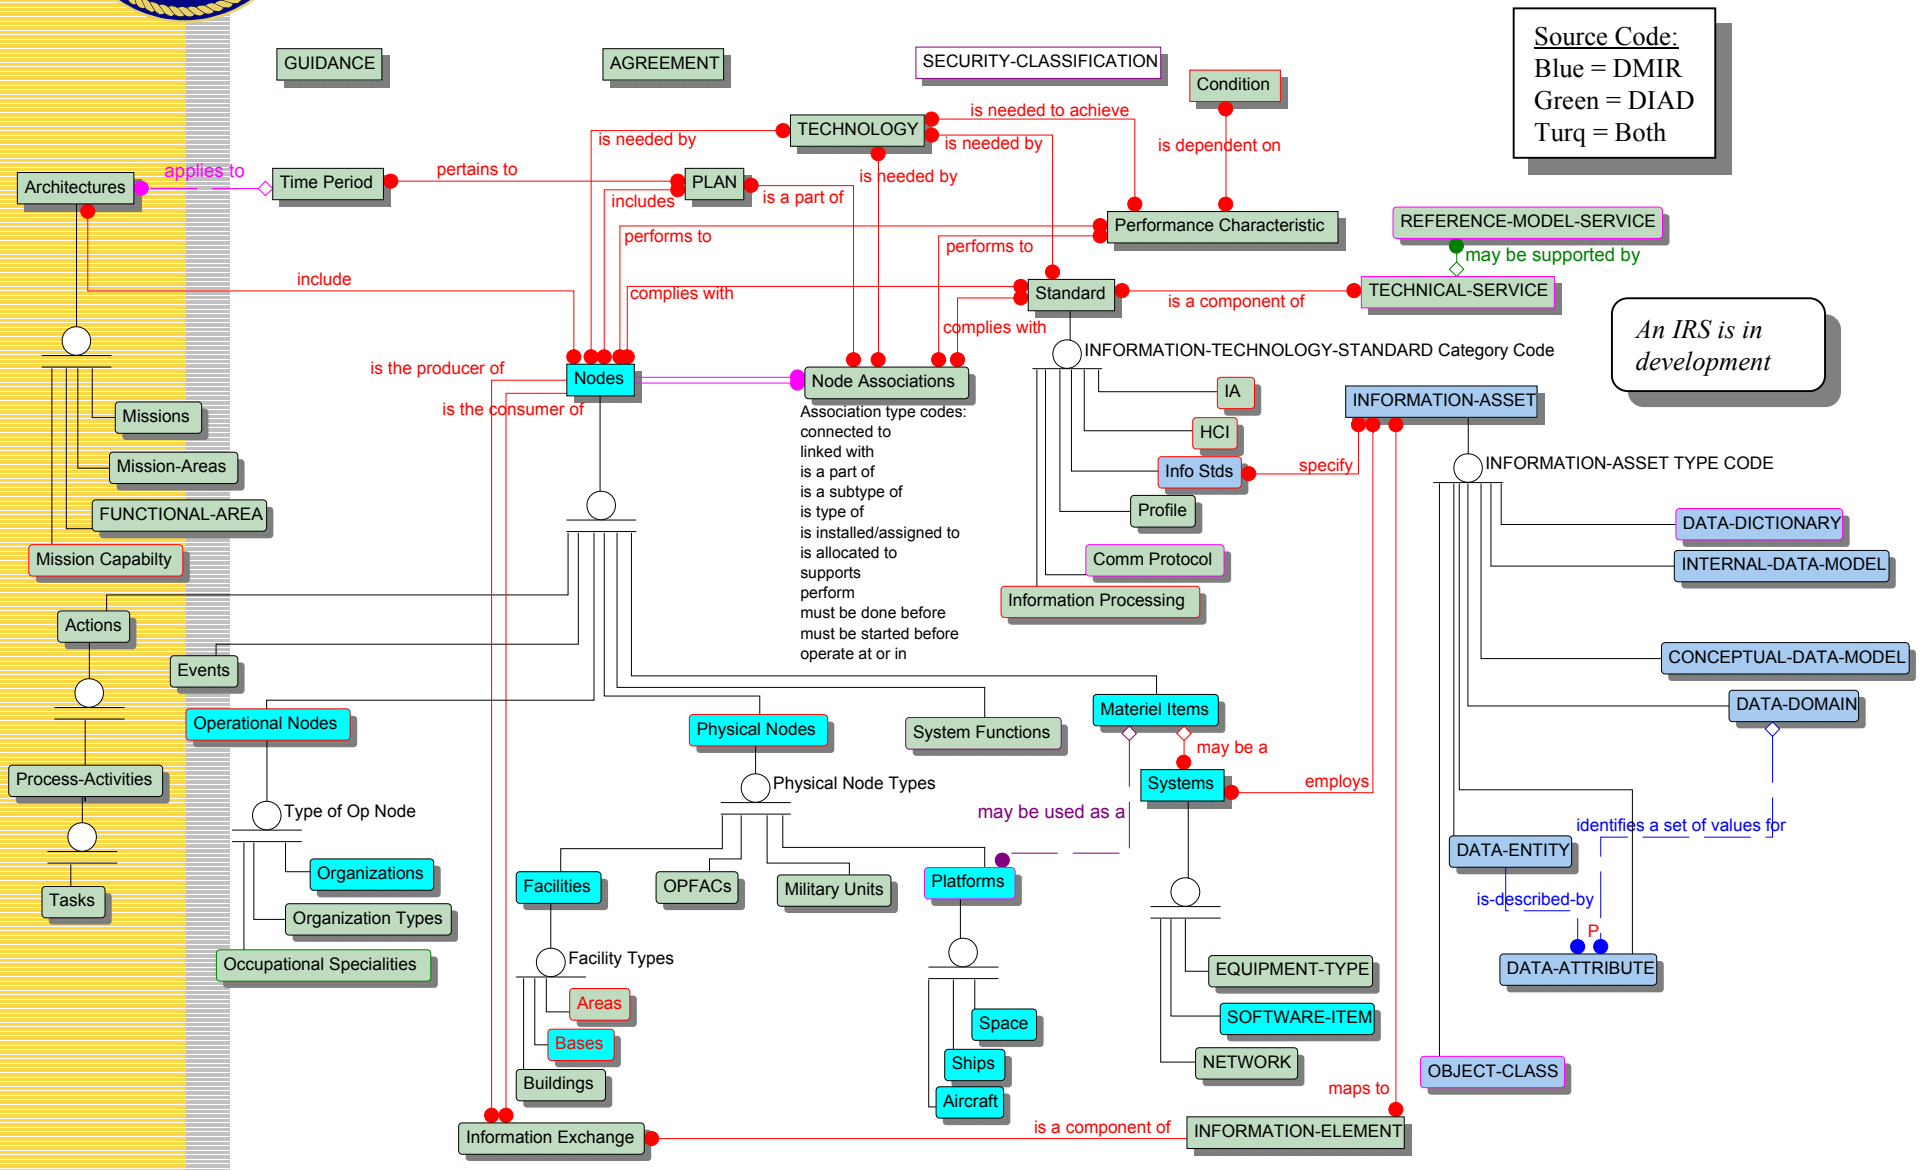 GUIDANCE
AGREEMENT
SECURITY-CLASSIFICATION
Condition
Source Code:
Blue = DMIR
Green = DIAD
Turq = Both
is needed to achieve
TECHNOLOGY
is needed by
is needed by
is dependent on
applies to
pertains to
is needed by
Architectures
Time Period
PLAN
includes
is a part of
Performance Characteristic
REFERENCE-MODEL-SERVICE
performs to
performs to
may be supported by
include
complies with
Standard
is a component of
TECHNICAL-SERVICE
complies with
An IRS is in
development
INFORMATION-TECHNOLOGY-STANDARD Category Code
is the producer of
Nodes
Node Associations
is the consumer of
IA
INFORMATION-ASSET
Association type codes:
connected to
linked with
is a part of
is a subtype of
is type of
is installed/assigned to
is allocated to
supports
perform
must be done before
must be started before
operate at or in
Missions
Mission-Areas
FUNCTIONAL-AREA
Mission Capabilty
HCI
Info Stds
specify
INFORMATION-ASSET TYPE CODE
Profile
Comm Protocol
Information Processing
DATA-DICTIONARY
INTERNAL-DATA-MODEL
CONCEPTUAL-DATA-MODEL
DATA-DOMAIN
Actions
Events
Operational Nodes
Physical Nodes
System Functions
Materiel Items
may be a
Process-Activities
Physical Node Types
Systems
employs
Type of Op Node
may be used as a
identifies a set of values for
DATA-ENTITY
Tasks
Organizations
Facilities
OPFACs
Military Units
Platforms
is-described-by
Organization Types
P
Occupational Specialities
Facility Types
EQUIPMENT-TYPE
DATA-ATTRIBUTE
Areas
Space
SOFTWARE-ITEM
Bases
Ships
NETWORK
OBJECT-CLASS
Buildings
Aircraft
maps to
Information Exchange
is a component of
INFORMATION-ELEMENT